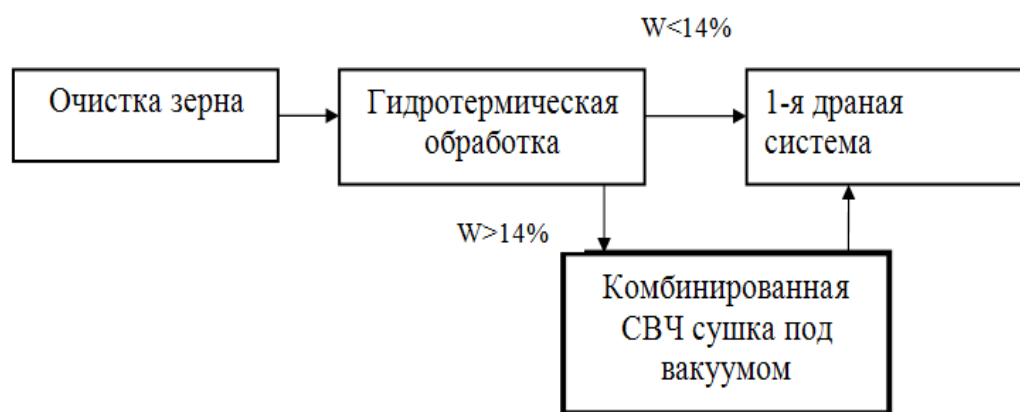 W<14%
Очистка зерна
Гидротермическая
обработка
1-я драная
система
W>14%
Комбинированная
СВЧ сушка под
вакуумом